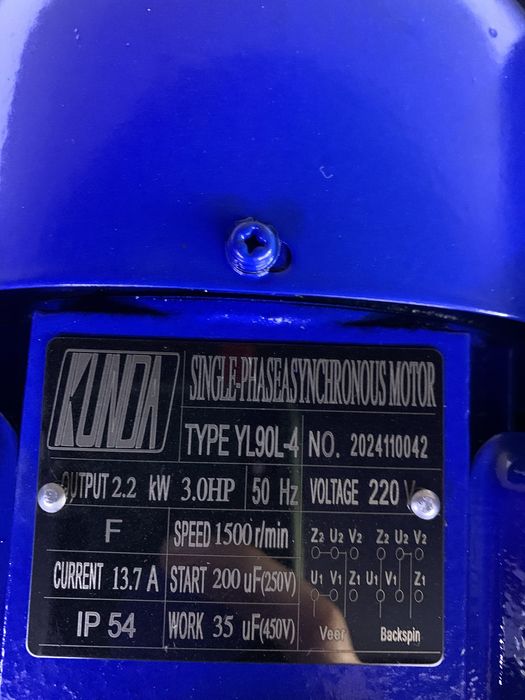 KUNDA
SINGLE-PHASEASYNCHRONOUS MOTOR
TYPE YL90L-4 NO. 2024110042
OUTPUT 2.2 kW 3.0HP 50 Hz VOLTAGE 220 V
F SPEED 1500 r/min
CURRENT 13.7 A START 200 uF(250V)
IP 54 WORK 35 uF(450V)
Z2 U2 V2 Z2 U2 V2
U1 V1 Z1 U1 V1 Z1
Veer Backspin